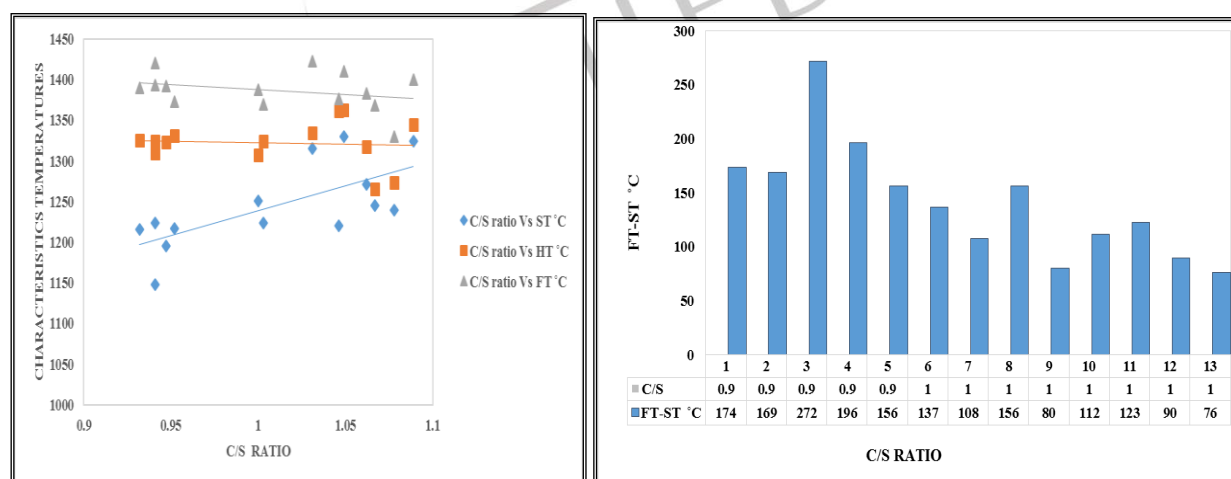 1450
1400
1350
1300
1250
1200
1150
1100
1050
1000
CHARACTERISTICS TEMPERATURES
0.9 0.95 1 1.05 1.1
C/S RATIO
C/S ratio Vs ST˚C
C/S ratio Vs HT˚C
C/S ratio Vs FT˚C
300
250
200
150
100
50
0
FT-ST ˚C
1 2 3 4 5 6 7 8 9 10 11 12 13
C/S 0.9 0.9 0.9 0.9 0.9 1 1 1 1 1 1 1 1
FT-ST ˚C 174 169 272 196 156 137 108 156 80 112 123 90 76
C/S RATIO